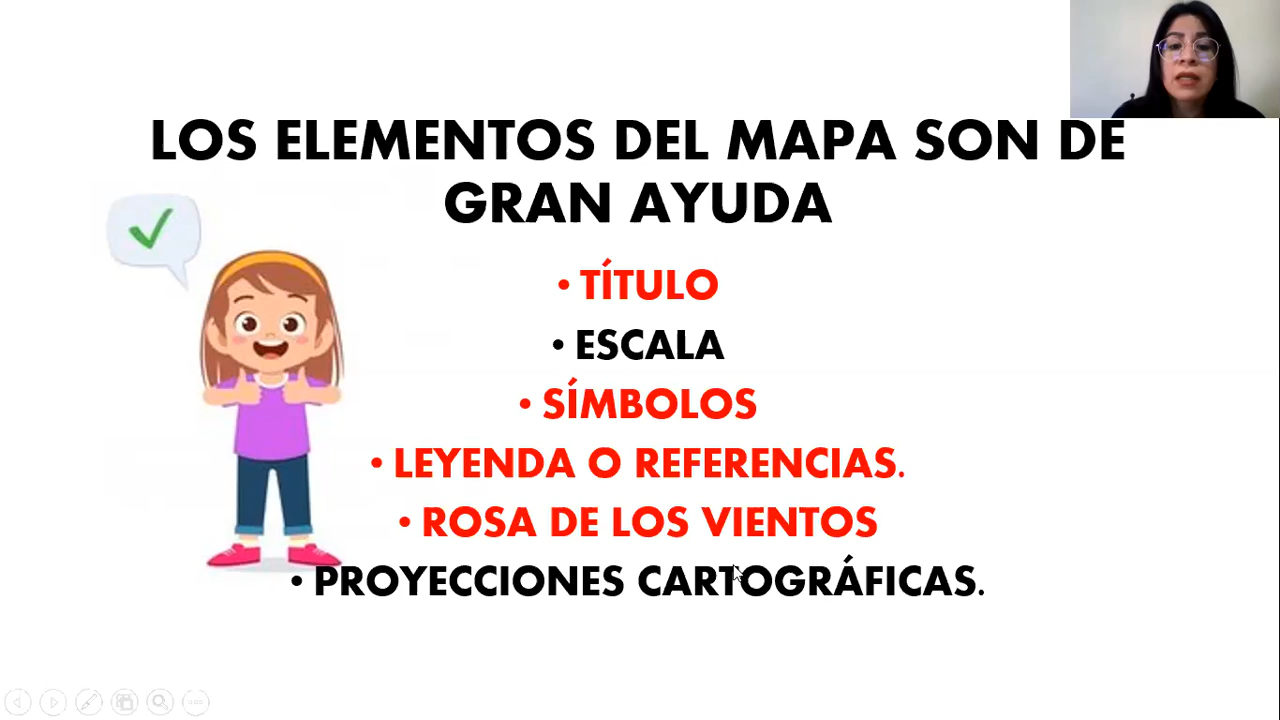 LOS ELEMENTOS DEL MAPA SON DE
GRAN AYUDA
• TÍTULO
• ESCALA
• SÍMBOLOS
• LEYENDA O REFERENCIAS.
• ROSA DE LOS VIENTOS
• PROYECCIONES CARTOGRÁFICAS.